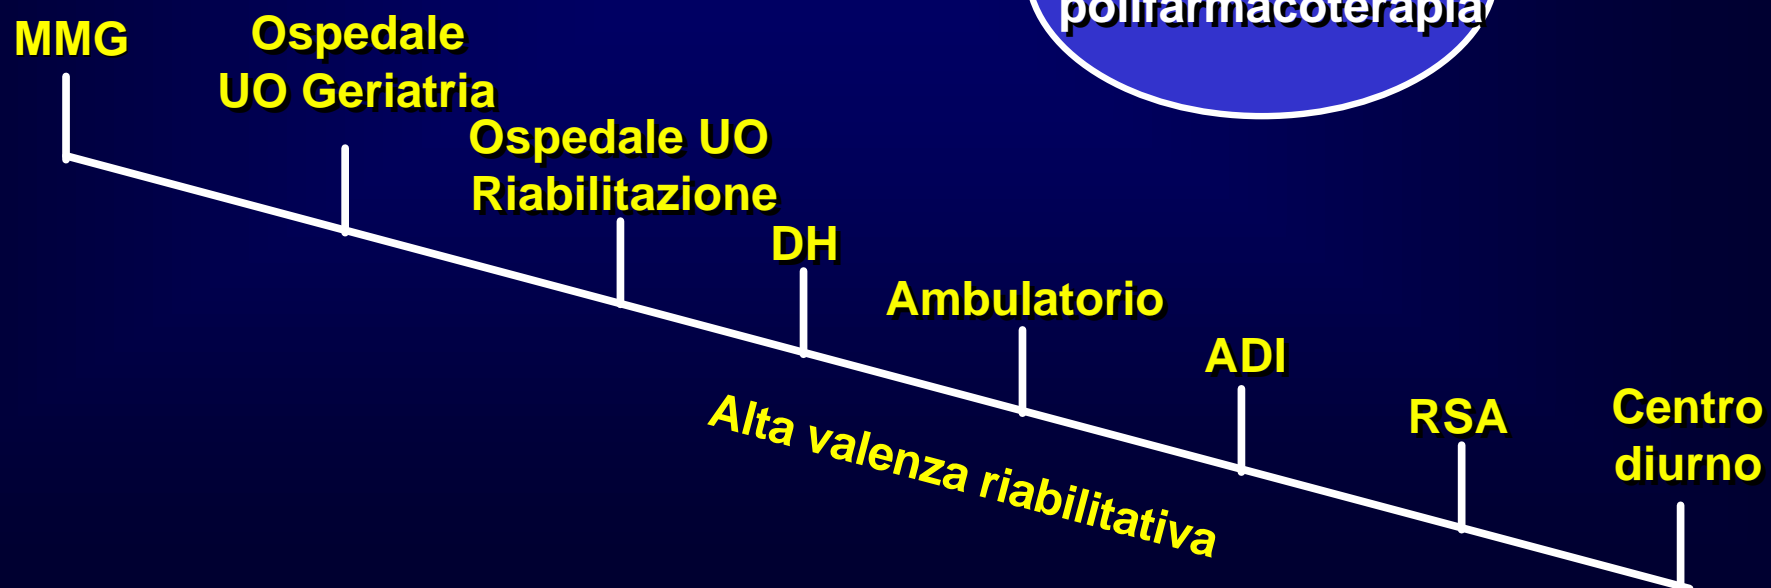 polifarmacoterapia
MMG
Ospedale
UO Geriatria
Ospedale UO
Riabilitazione
DH
Ambulatorio
ADI
RSA
Centro
diurno
Alta valenza riabilitativa